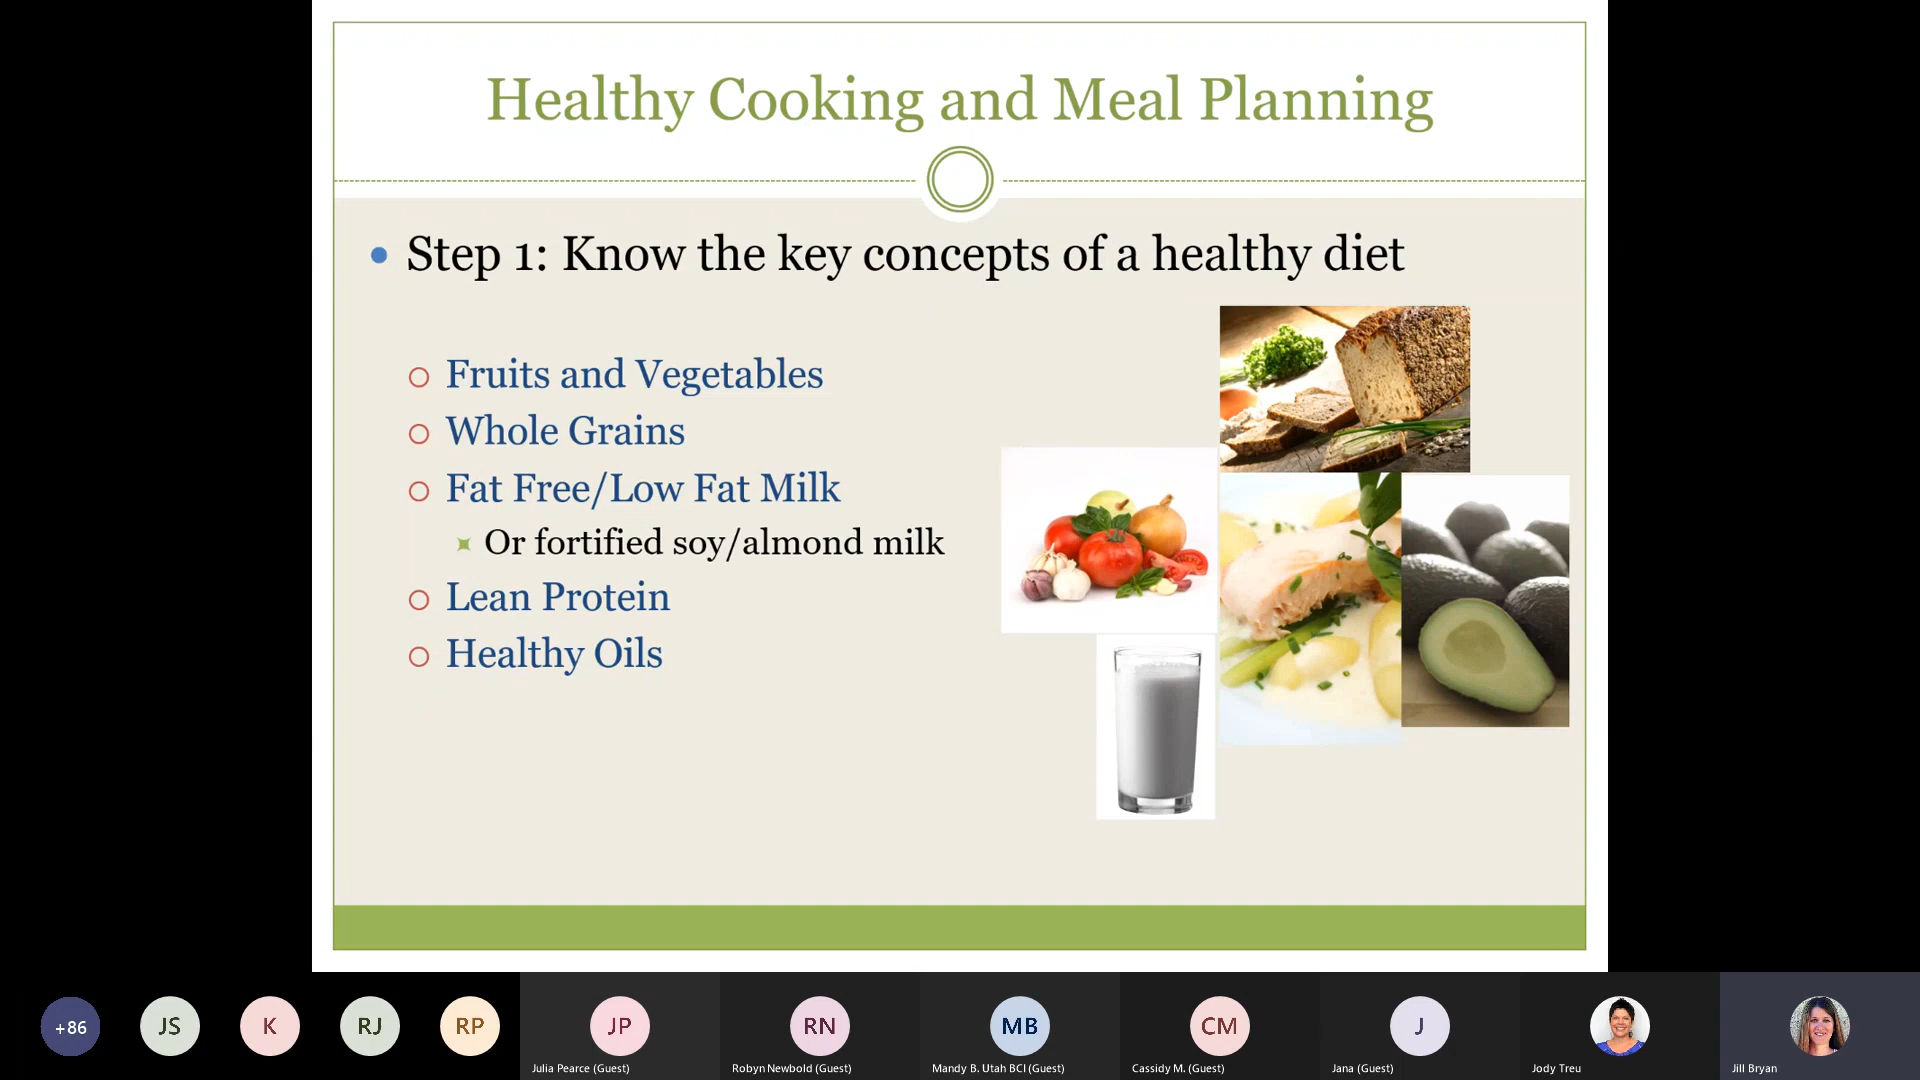 Healthy Cooking and Meal Planning
Step 1: Know the key concepts of a healthy diet
Fruits and Vegetables
Whole Grains
Fat Free/Low Fat Milk
Or fortified soy/almond milk
Lean Protein
Healthy Oils
+86
JS
K
RJ
RP
JP
RN
MB
CM
J
Julia Pearce (Guest)
Robyn Newbold (Guest)
Mandy B. Utah BCI (Guest)
Cassidy M. (Guest)
Jana (Guest)
Jody Treu
Jill Bryan